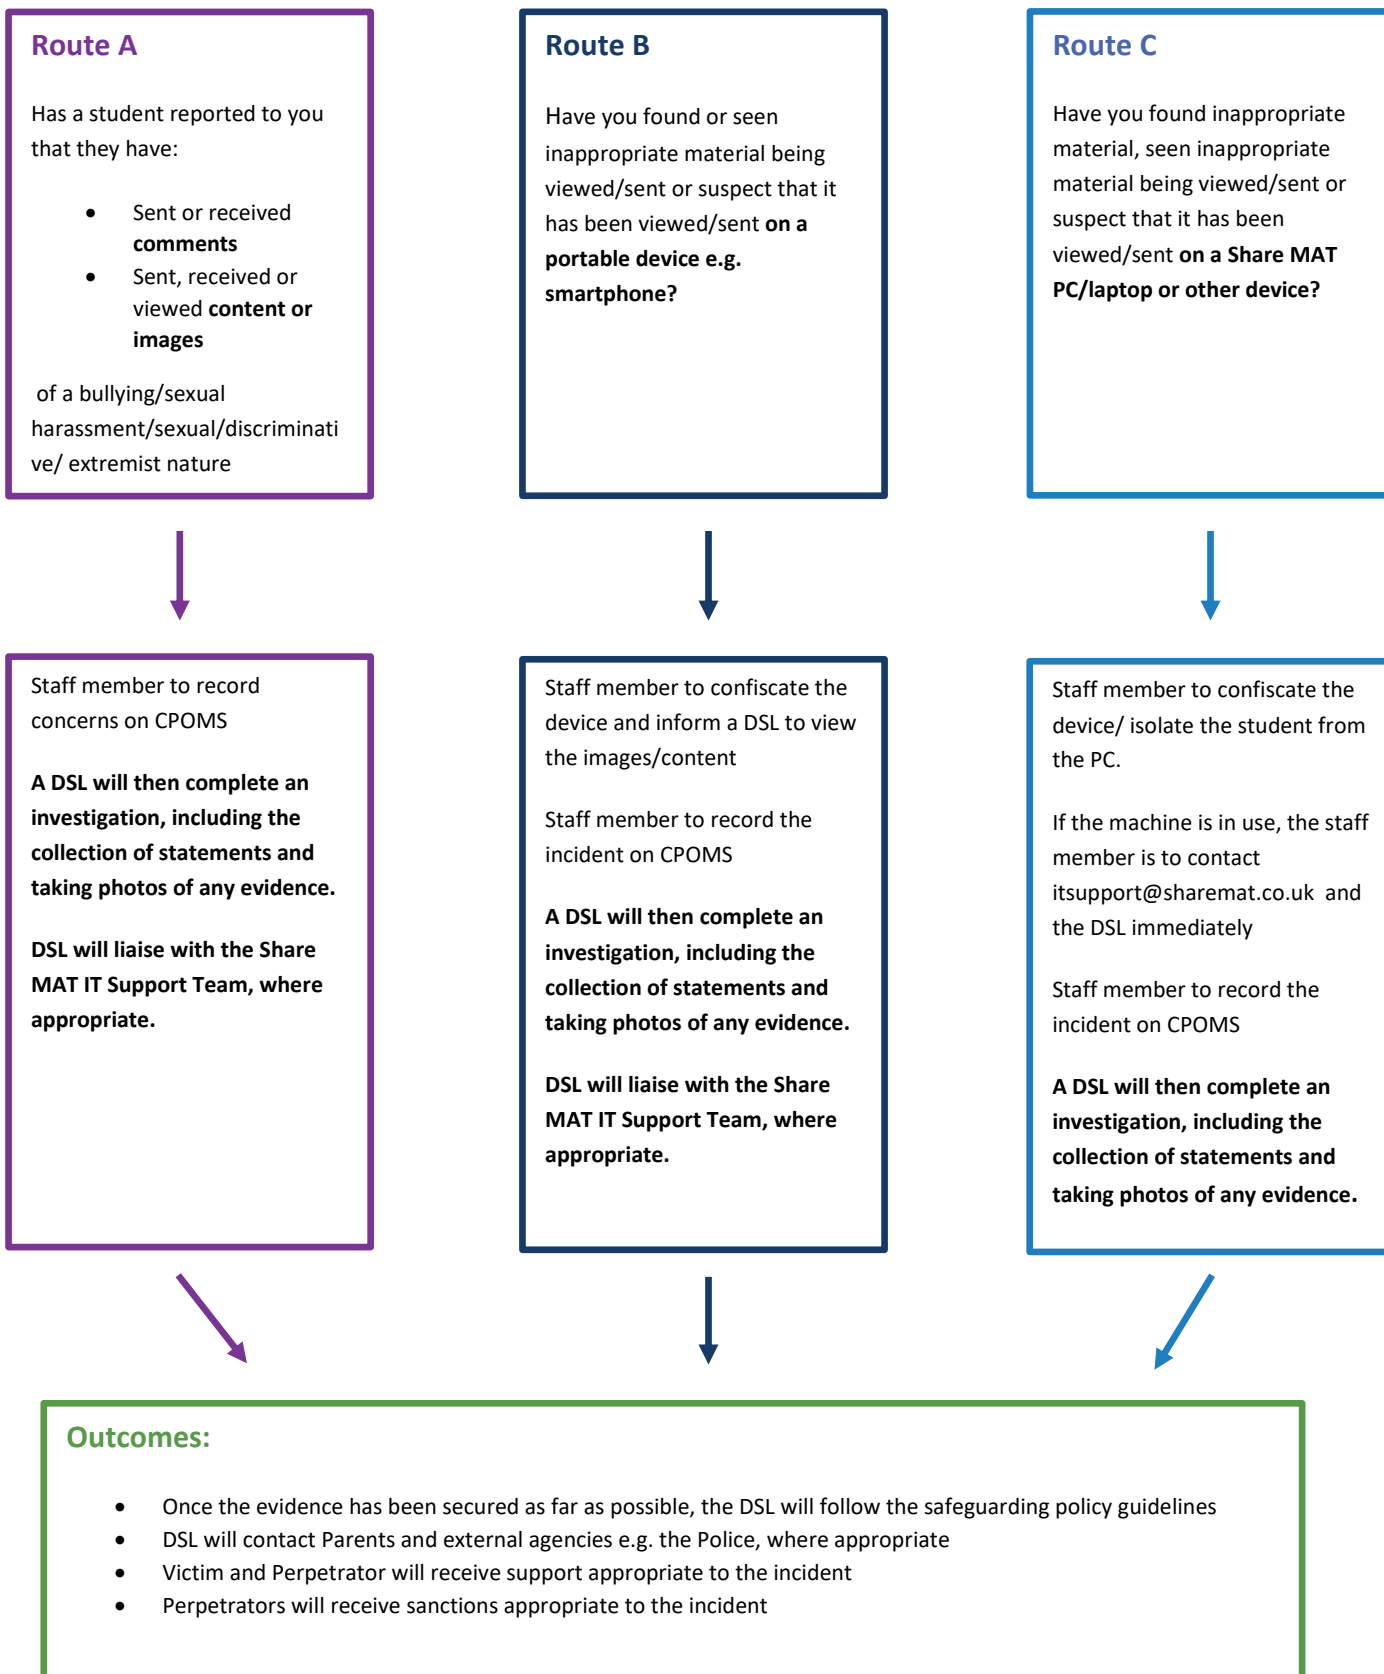 Route A
Has a student reported to you
that they have:
• Sent or received
comments
• Sent, received or
viewed content or
images
of a bullying/sexual
harassment/sexual/discriminati
ve/ extremist nature
Route B
Have you found or seen
inappropriate material being
viewed/sent or suspect that it
has been viewed/sent on a
portable device e.g.
smartphone?
Route C
Have you found inappropriate
material, seen inappropriate
material being viewed/sent or
suspect that it has been
viewed/sent on a Share MAT
PC/laptop or other device?
Staff member to record
concerns on CPOMS
A DSL will then complete an
investigation, including the
collection of statements and
taking photos of any evidence.
DSL will liaise with the Share
MAT IT Support Team, where
appropriate.
Staff member to confiscate the
device and inform a DSL to view
the images/content
Staff member to record the
incident on CPOMS
A DSL will then complete an
investigation, including the
collection of statements and
taking photos of any evidence.
DSL will liaise with the Share
MAT IT Support Team, where
appropriate.
Staff member to confiscate the
device/ isolate the student from
the PC.
If the machine is in use, the staff
member is to contact
itsupport@sharemat.co.uk and
the DSL immediately
Staff member to record the
incident on CPOMS
A DSL will then complete an
investigation, including the
collection of statements and
taking photos of any evidence.
Outcomes:
• Once the evidence has been secured as far as possible, the DSL will follow the safeguarding policy guidelines
• DSL will contact Parents and external agencies e.g. the Police, where appropriate
• Victim and Perpetrator will receive support appropriate to the incident
• Perpetrators will receive sanctions appropriate to the incident